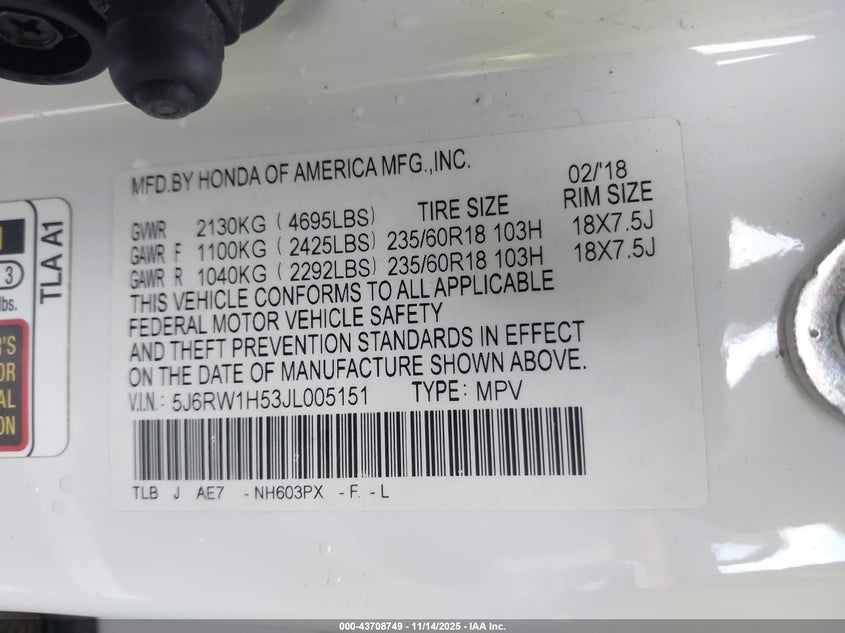 MFD.BY HONDA OF AMERICA MFG.,INC. 02/'18
TIRE SIZE RIM SIZE
GVWR 2130KG (4695LBS)
GAWR F 1100KG (2425LBS) 235/60R18 103H 18X7.5J
GAWR R 1040KG (2292LBS) 235/60R18 103H 18X7.5J
THIS VEHICLE CONFORMS TO ALL APPLICABLE
FEDERAL MOTOR VEHICLE SAFETY
AND THEFT PREVENTION STANDARDS IN EFFECT
ON THE DATE OF MANUFACTURE SHOWN ABOVE.
V.I.N.: 5J6RW1H53JL005151 TYPE: MPV
TLB J AE7 -NH603PX -F -L
TLA A1
3
lbs.
000-43708749 - 11/14/2025 - IAA Inc.